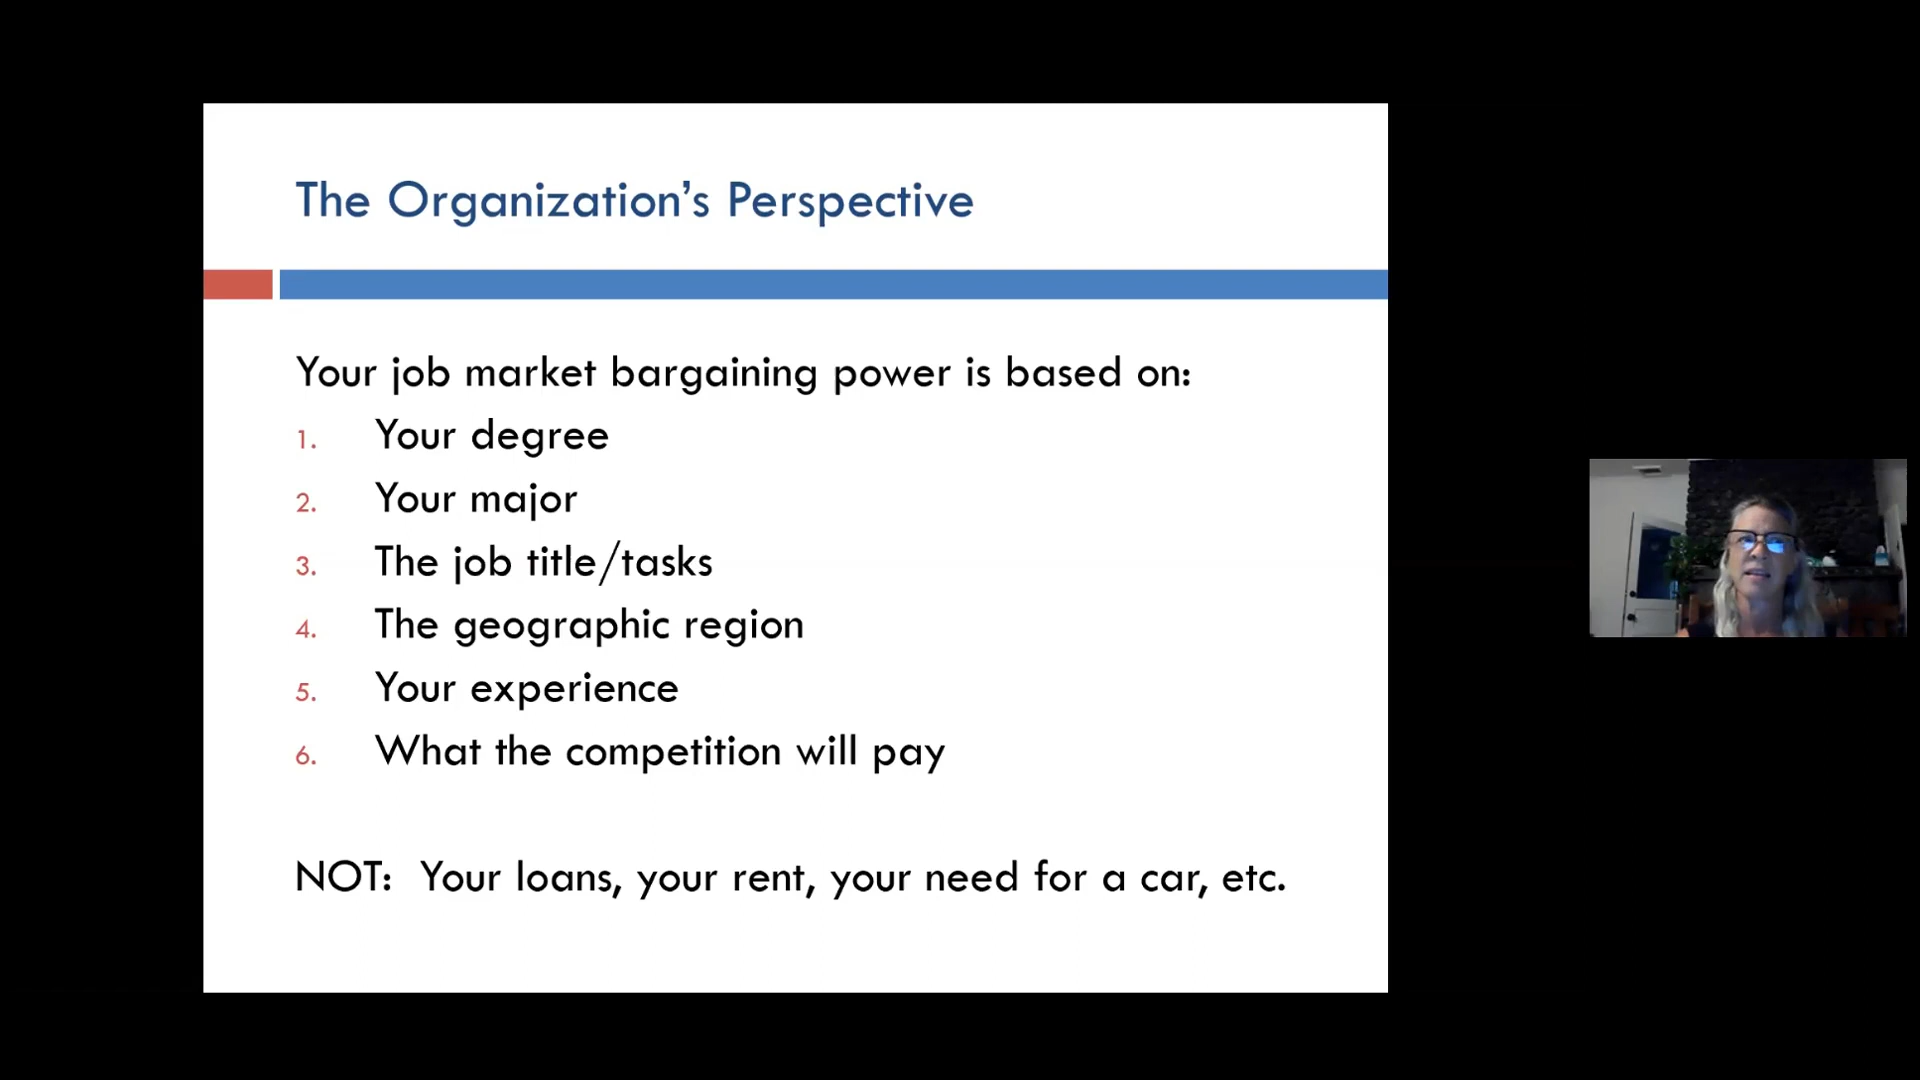 The Organization’s Perspective
Your job market bargaining power is based on:
1. Your degree
2. Your major
3. The job title/tasks
4. The geographic region
5. Your experience
6. What the competition will pay
NOT: Your loans, your rent, your need for a car, etc.